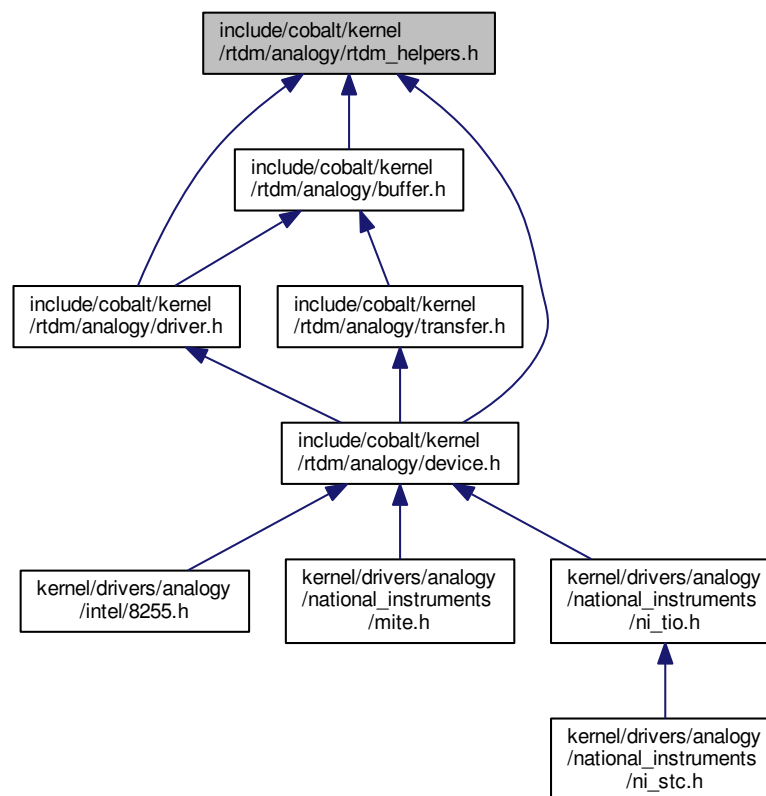 include/cobalt/kernel
/rtdm/analogy/rtdm_helpers.h
include/cobalt/kernel
/rtdm/analogy/buffer.h
include/cobalt/kernel
/rtdm/analogy/driver.h
include/cobalt/kernel
/rtdm/analogy/transfer.h
include/cobalt/kernel
/rtdm/analogy/device.h
kernel/drivers/analogy
/intel/8255.h
kernel/drivers/analogy
/national_instruments
/mite.h
kernel/drivers/analogy
/national_instruments
/ni_tio.h
kernel/drivers/analogy
/national_instruments
/ni_stc.h